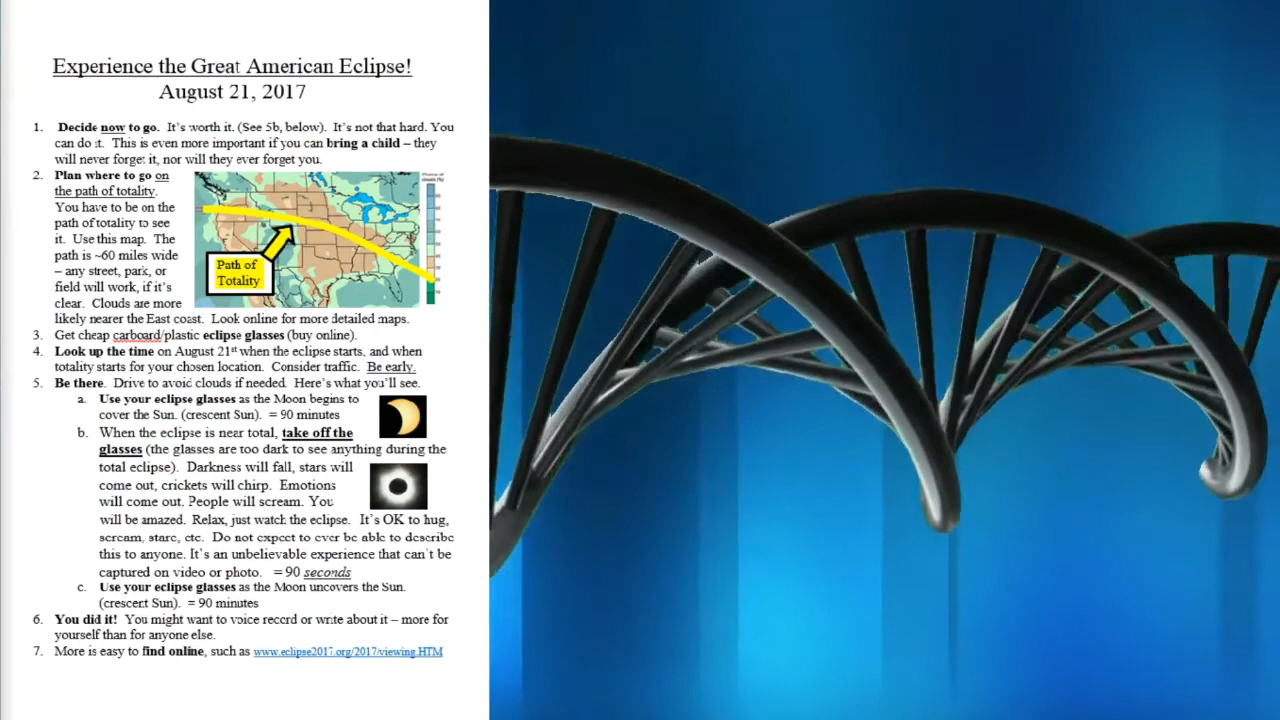 Experience the Great American Eclipse!
August 21, 2017
1. Decide now to go. It's worth it. (See 5b, below). It's not that hard. You
can do it. This is even more important if you can bring a child – they
will never forget it, nor will they ever forget you.
2. Plan where to go on
the path of totality.
You have to be on the
path of totality to see
it. Use this map. The
path is ~60 miles wide
– any street, park, or
field will work, if it's
clear. Clouds are more
likely nearer the East coast. Look online for more detailed maps.
Path of
Totality
3. Get cheap carboard/plastic eclipse glasses (buy online).
4. Look up the time on August 21st when the eclipse starts, and when
totality starts for your chosen location. Consider traffic. Be early.
5. Be there. Drive to avoid clouds if needed. Here's what you'll see.
a. Use your eclipse glasses as the Moon begins to
cover the Sun. (crescent Sun). = 90 minutes
b. When the eclipse is near total, take off the
glasses (the glasses are too dark to see anything during the
total eclipse). Darkness will fall, stars will
come out, crickets will chirp. Emotions
will come out. People will scream. You
will be amazed. Relax, just watch the eclipse. It's OK to hug,
scream, stare, etc. Do not expect to ever be able to describe
this to anyone. It's an unbelievable experience that can't be
captured on video or photo. = 90 seconds
c. Use your eclipse glasses as the Moon uncovers the Sun.
(crescent Sun). = 90 minutes
6. You did it! You might want to voice record or write about it – more for
yourself than for anyone else.
7. More is easy to find online, such as www.eclipse2017.org/2017/viewing.HTM